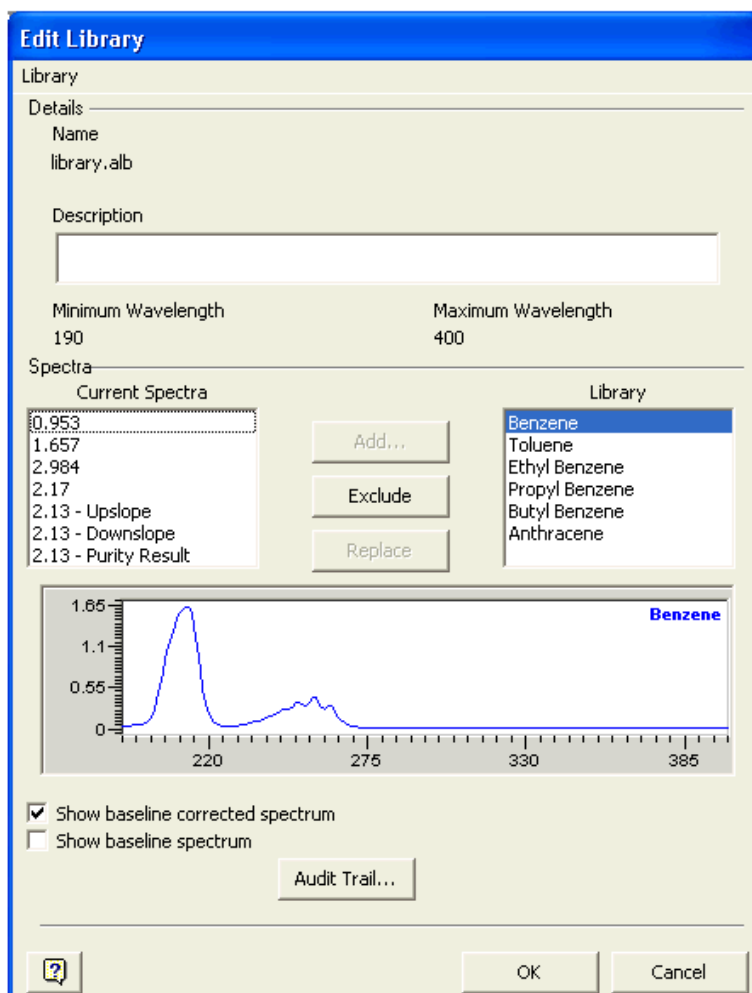 Edit Library
Library
Details
Name
library.alb
Description
Minimum Wavelength
Maximum Wavelength
190
400
Spectra
Current Spectra
Library
0.953
1.657
2.984
2.17
2.13 - Upslope
2.13 - Downslope
2.13 - Purity Result
Add...
Exclude
Replace
Benzene
Toluene
Ethyl Benzene
Propyl Benzene
Butyl Benzene
Anthracene
1.65
1.1
0.55
0
Benzene
220
275
330
385
Show baseline corrected spectrum
Show baseline spectrum
Audit Trail...
?
OK
Cancel